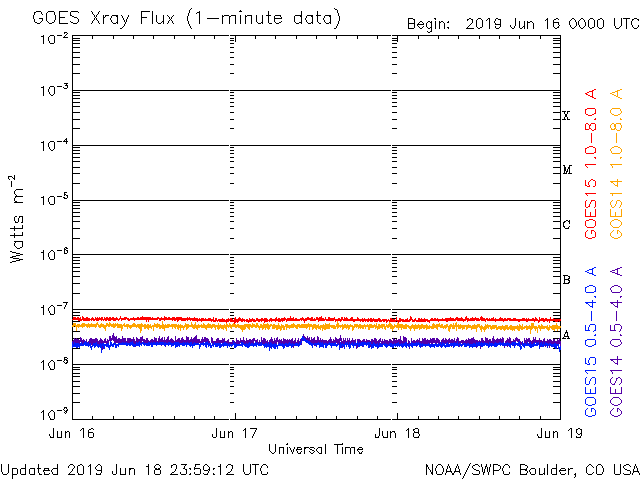 GOES Xray Flux (1-minute data)
Begin: 2019 Jun 16 0000 UTC
10⁻²
10⁻³
10⁻⁴
10⁻⁵
10⁻⁶
10⁻⁷
10⁻⁸
10⁻⁹
Watts m⁻²
X
M
C
B
A
GOES15 1.0-8.0 A
GOES14 1.0-8.0 A
GOES15 0.5-4.0 A
GOES14 0.5-4.0 A
Jun 16 Jun 17 Jun 18 Jun 19
Universal Time
Updated 2019 Jun 18 23:59:12 UTC
NOAA/SWPC Boulder, CO USA